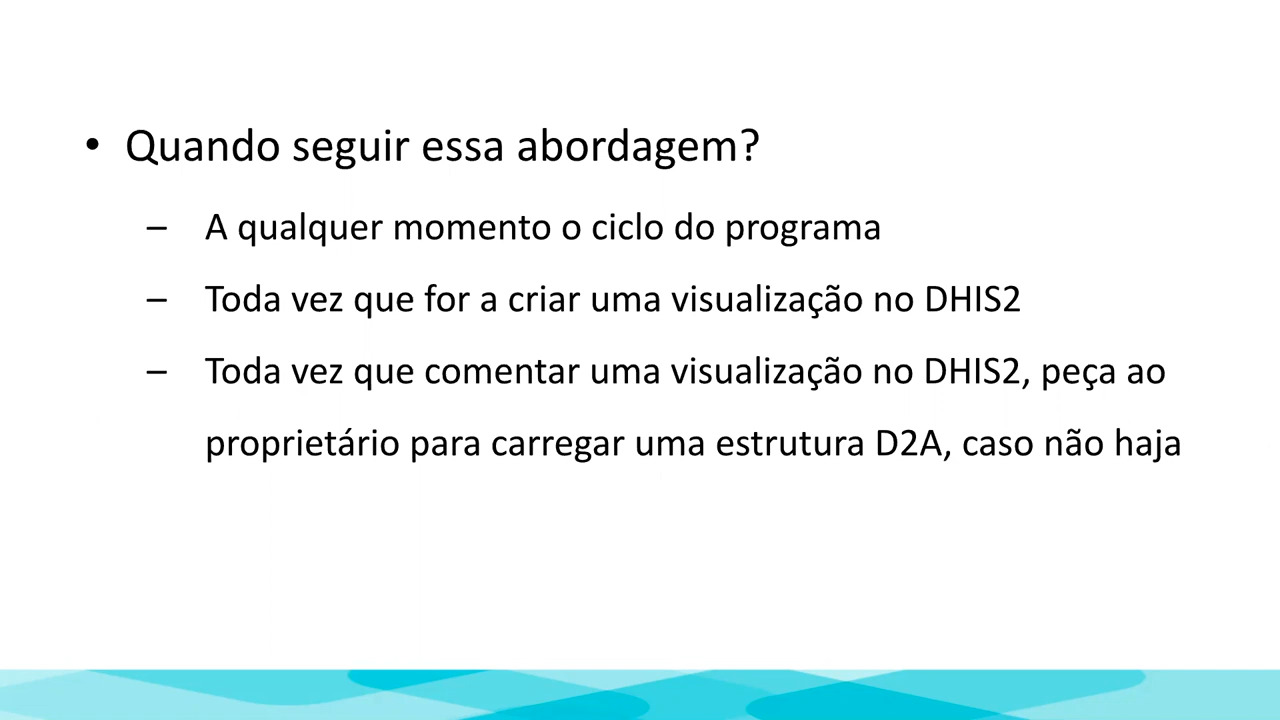 • Quando seguir essa abordagem?
– A qualquer momento o ciclo do programa
– Toda vez que for a criar uma visualização no DHIS2
– Toda vez que comentar uma visualização no DHIS2, peça ao
proprietário para carregar uma estrutura D2A, caso não haja